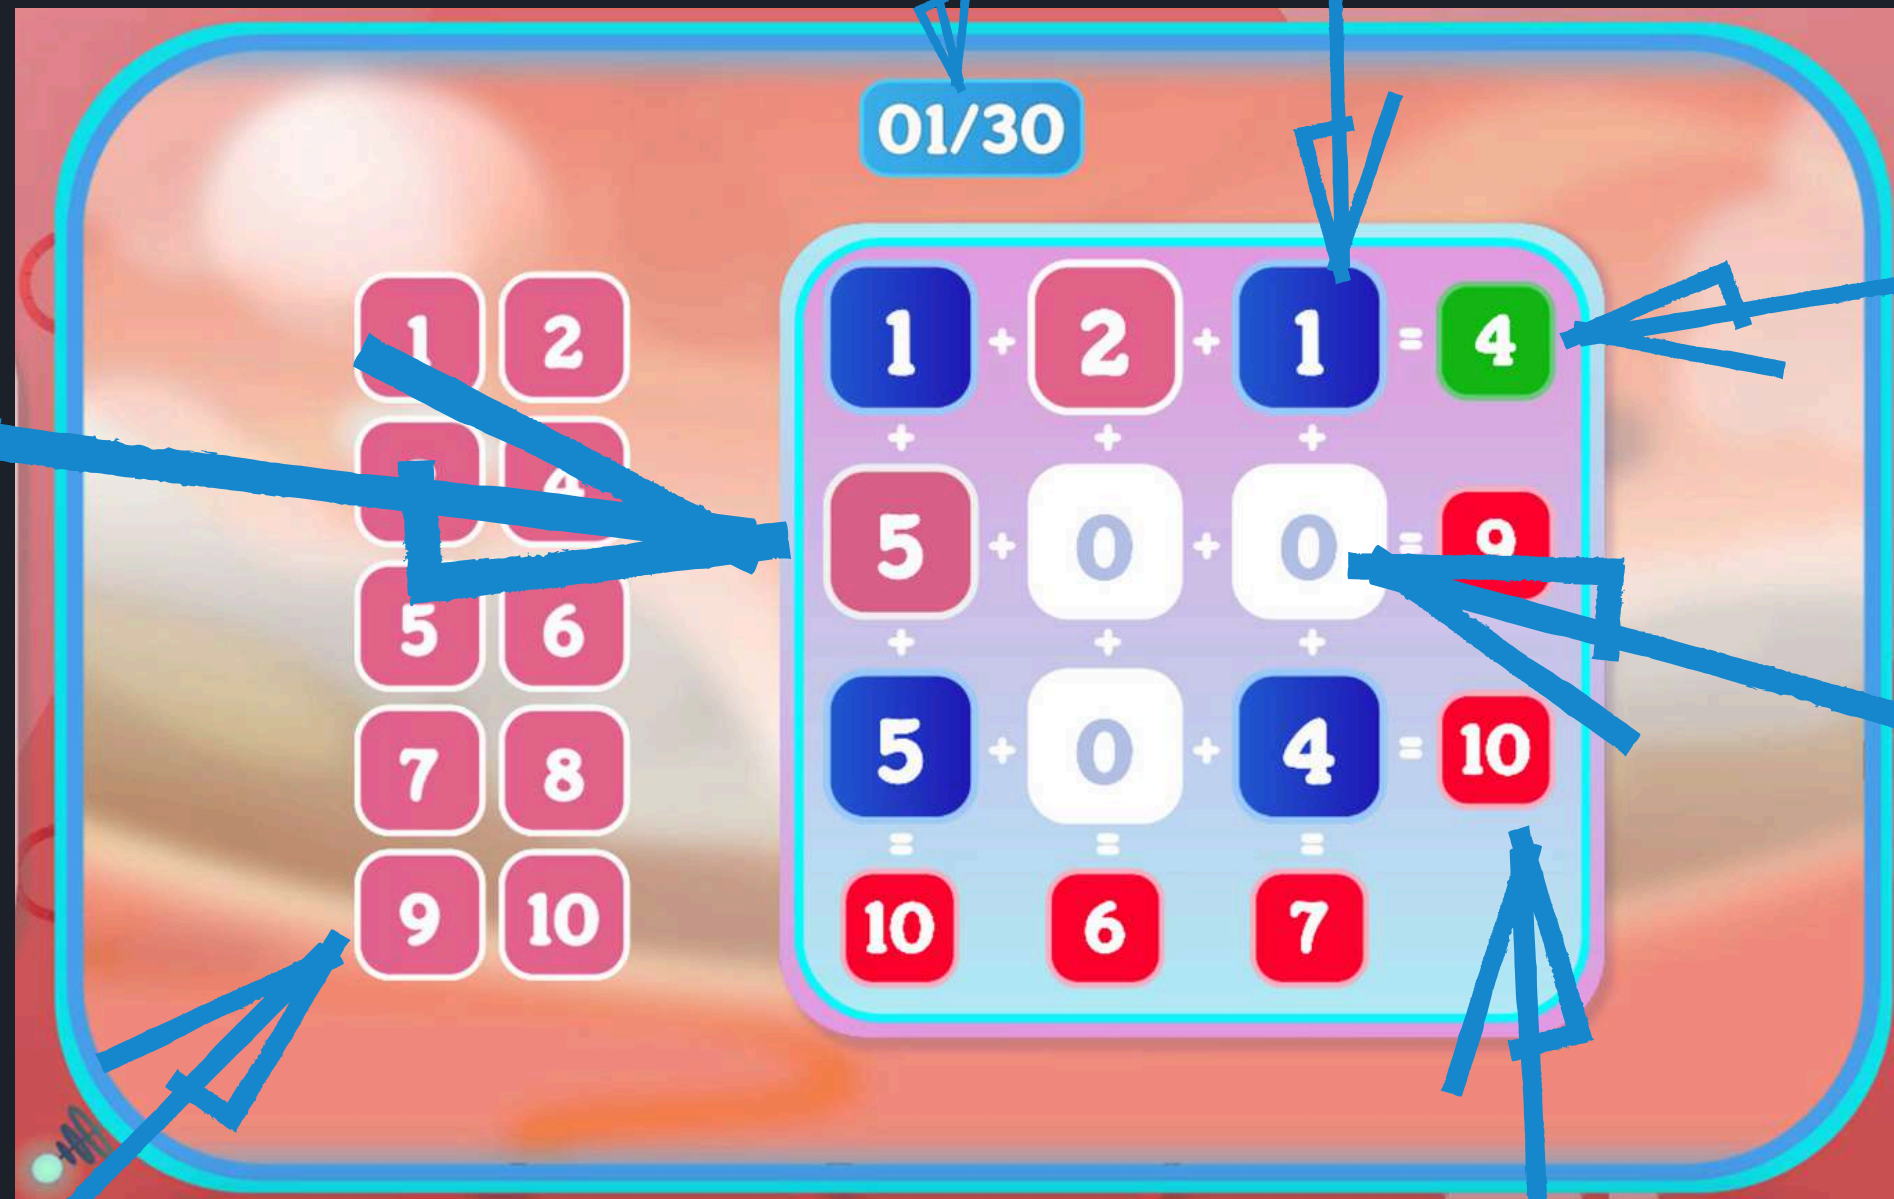 01/30
1 2
4
5 6
7 8
9 10
1 + 2 + 1 = 4
+ + +
5 + 0 + 0 = 9
+ + +
5 + 0 + 4 = 10
= = =
10 6 7